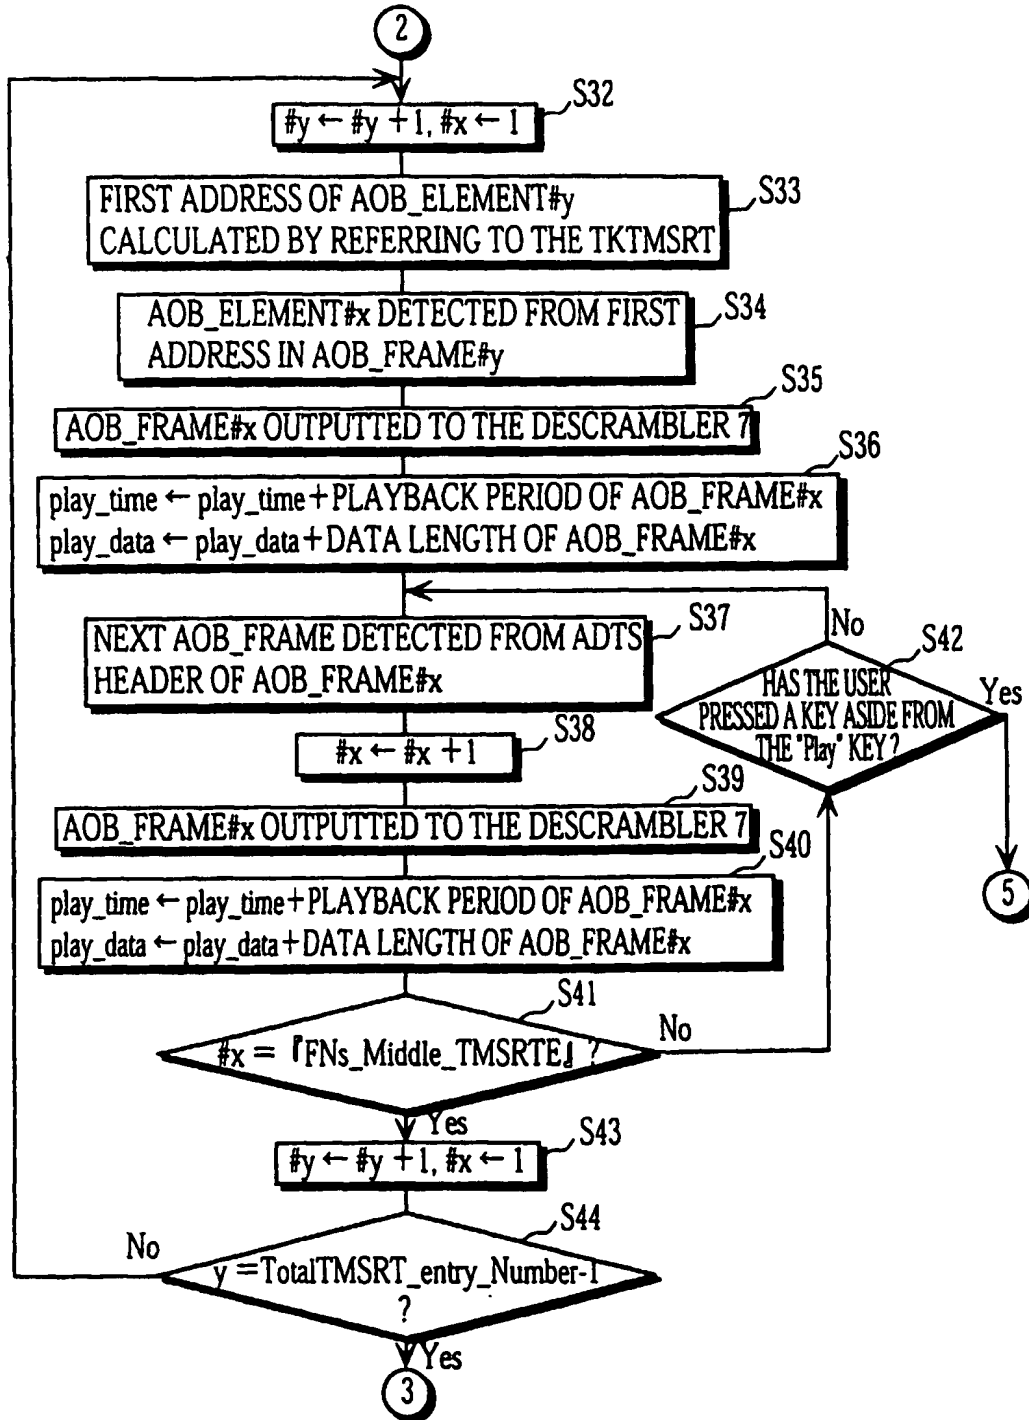 2
S32
#y ← #y +1, #x ← 1
S33
FIRST ADDRESS OF AOB_ELEMENT#y
CALCULATED BY REFERRING TO THE TKTMSRT
S34
AOB_ELEMENT#x DETECTED FROM FIRST
ADDRESS IN AOB_FRAME#y
S35
AOB_FRAME#x OUTPUTTED TO THE DESCRAMBLER 7
S36
play_time ← play_time+PLAYBACK PERIOD OF AOB_FRAME#x
play_data ← play_data+DATA LENGTH OF AOB_FRAME#x
S37
NEXT AOB_FRAME DETECTED FROM ADTS
HEADER OF AOB_FRAME#x
No
S42
HAS THE USER
PRESSED A KEY ASIDE FROM
THE "Play" KEY?
Yes
5
S38
#x ← #x +1
S39
AOB_FRAME#x OUTPUTTED TO THE DESCRAMBLER 7
S40
play_time ← play_time+PLAYBACK PERIOD OF AOB_FRAME#x
play_data ← play_data+DATA LENGTH OF AOB_FRAME#x
S41
#x = 『FNs_Middle_TMSRTE』 ?
No
Yes
S43
#y ← #y +1, #x ← 1
S44
No
y =TotalTMSRT_entry_Number-1
?
Yes
3